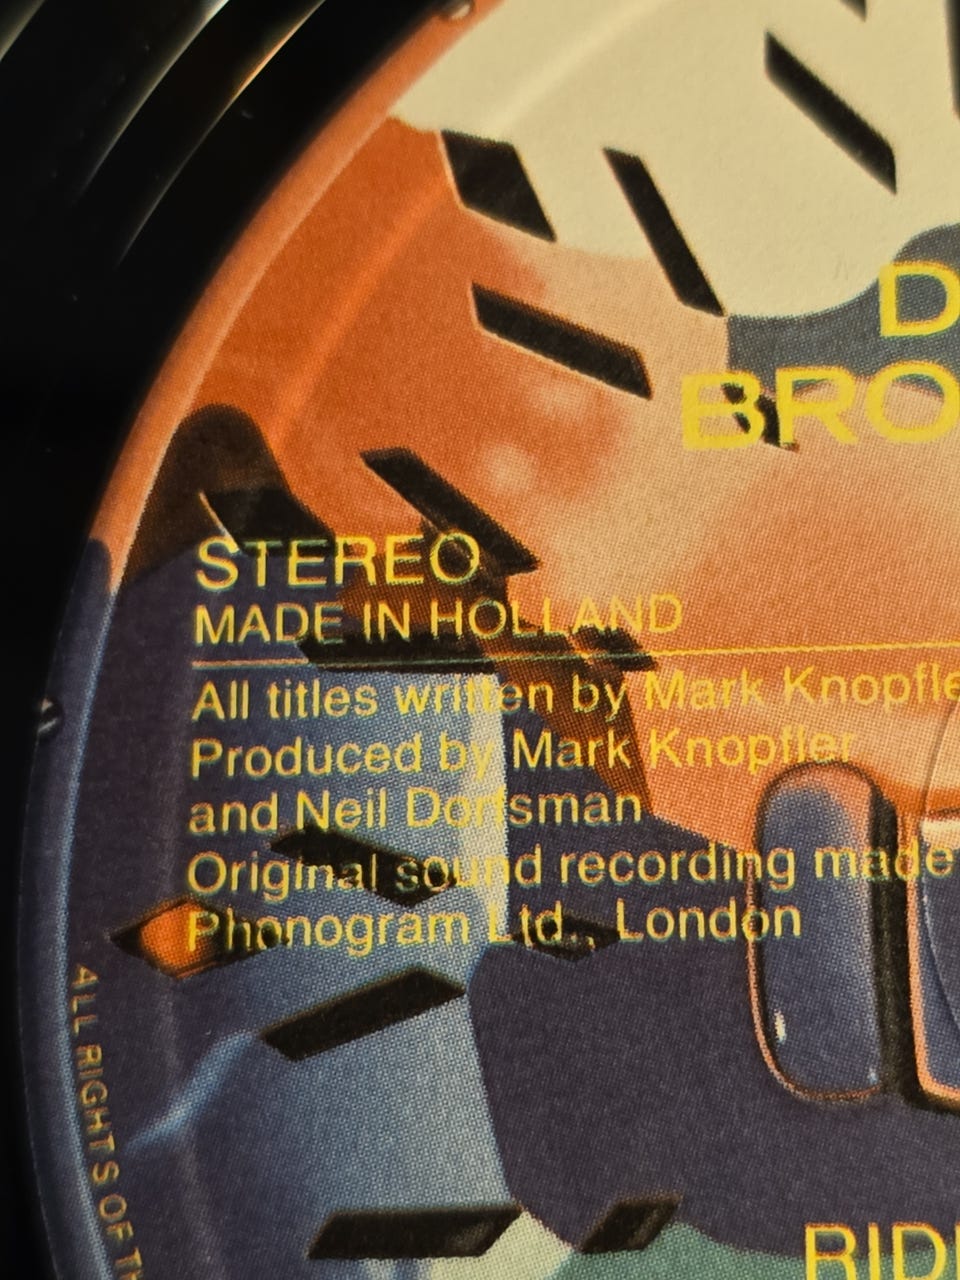 D
BRO
STEREO
MADE IN HOLLAND
All titles written by Mark Knopfle
Produced by Mark Knopfler
and Neil Dorfsman
Original sound recording made
Phonogram Ltd., London
ALL RIGHTS OF TH
RID